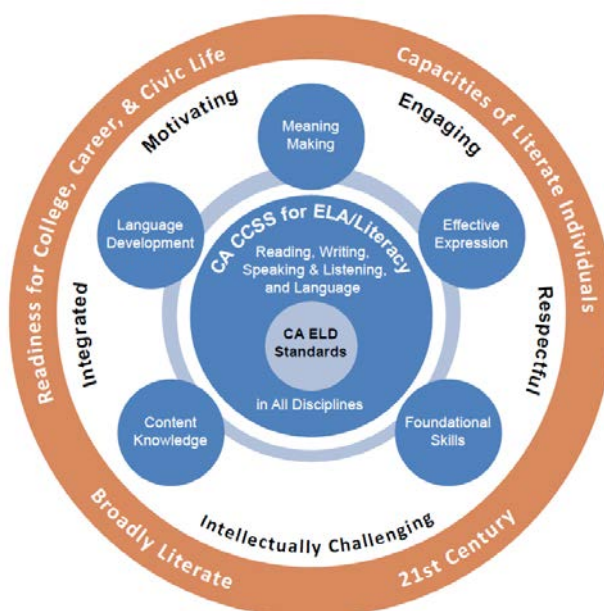 Readiness for College, Career, & Civic Life
Capacities of Literate Individuals
Motivating
Engaging
Meaning
Making
Language
Development
Effective
Expression
CA CCSS for ELA/Literacy
Reading, Writing,
Speaking & Listening,
and Language
CA ELD
Standards
in All Disciplines
Integrated
Respectful
Content
Knowledge
Foundational
Skills
Intellectually Challenging
Broadly Literate
21st Century